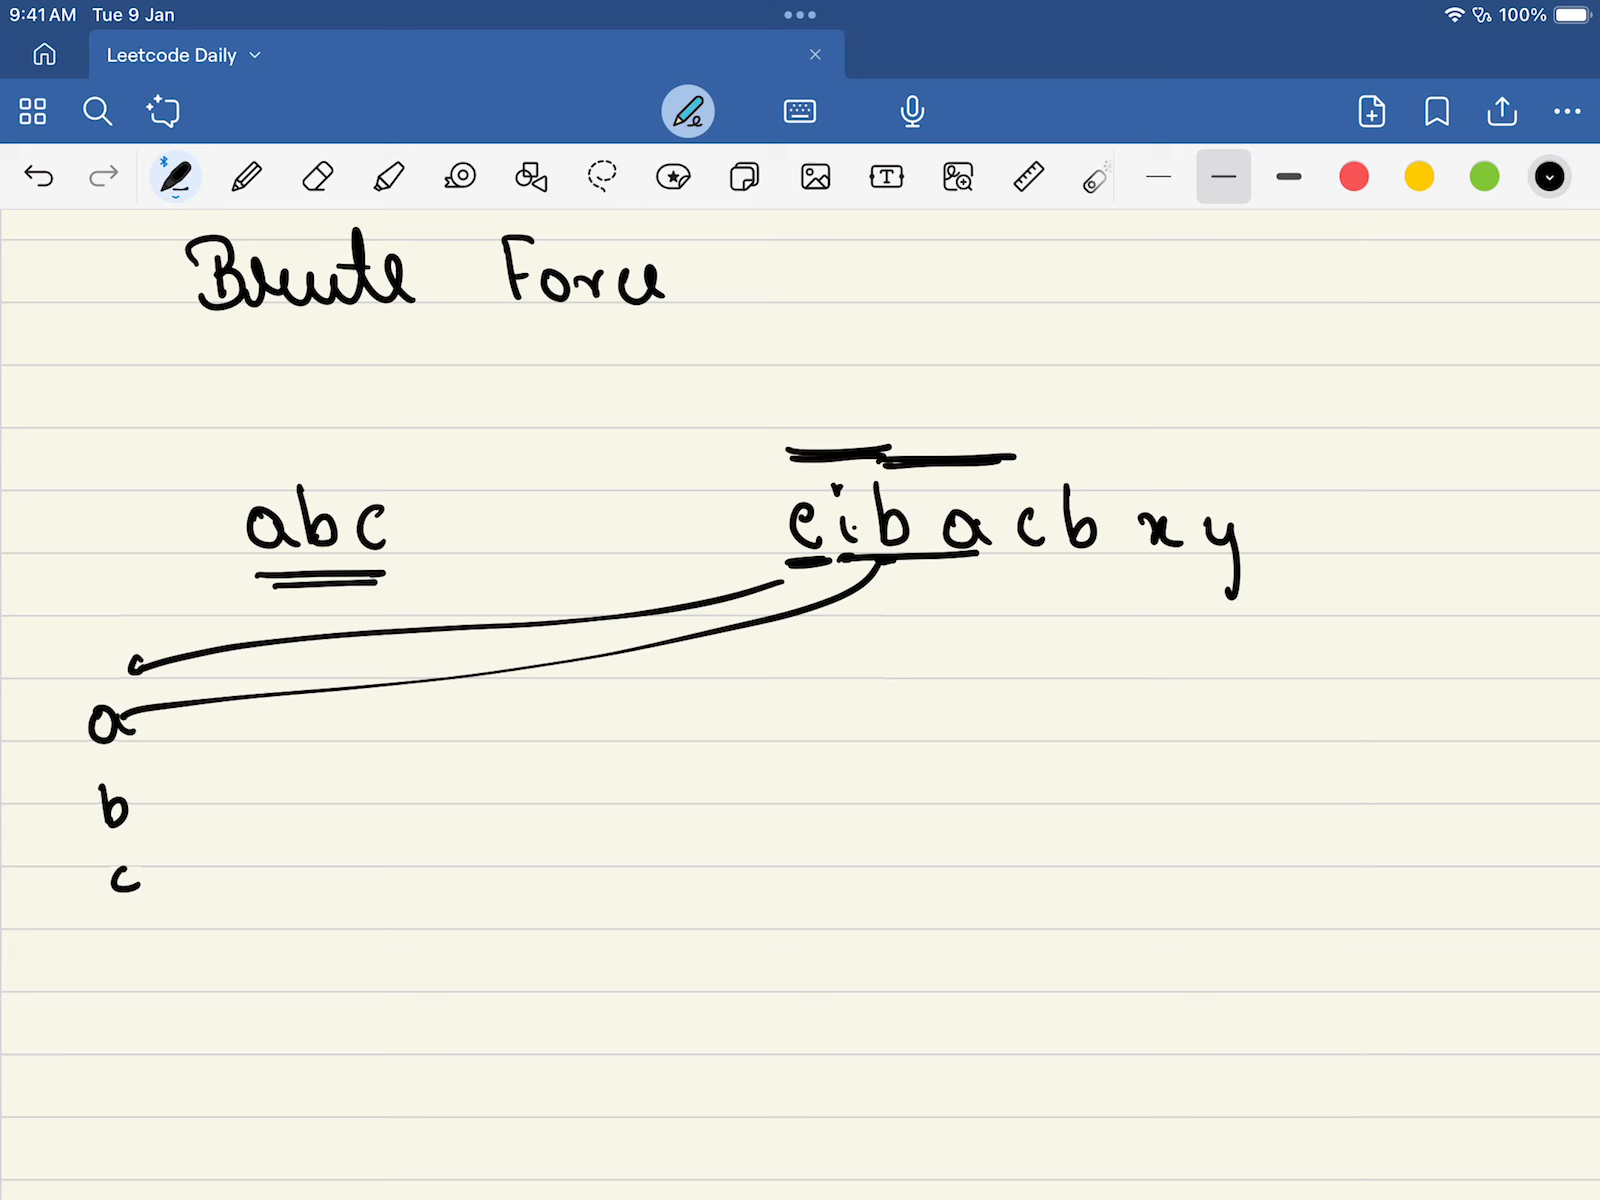 9:41 AM Tue 9 Jan 100%
Leetcode Daily
Brute Force
abc eibacbxy
a
b
c